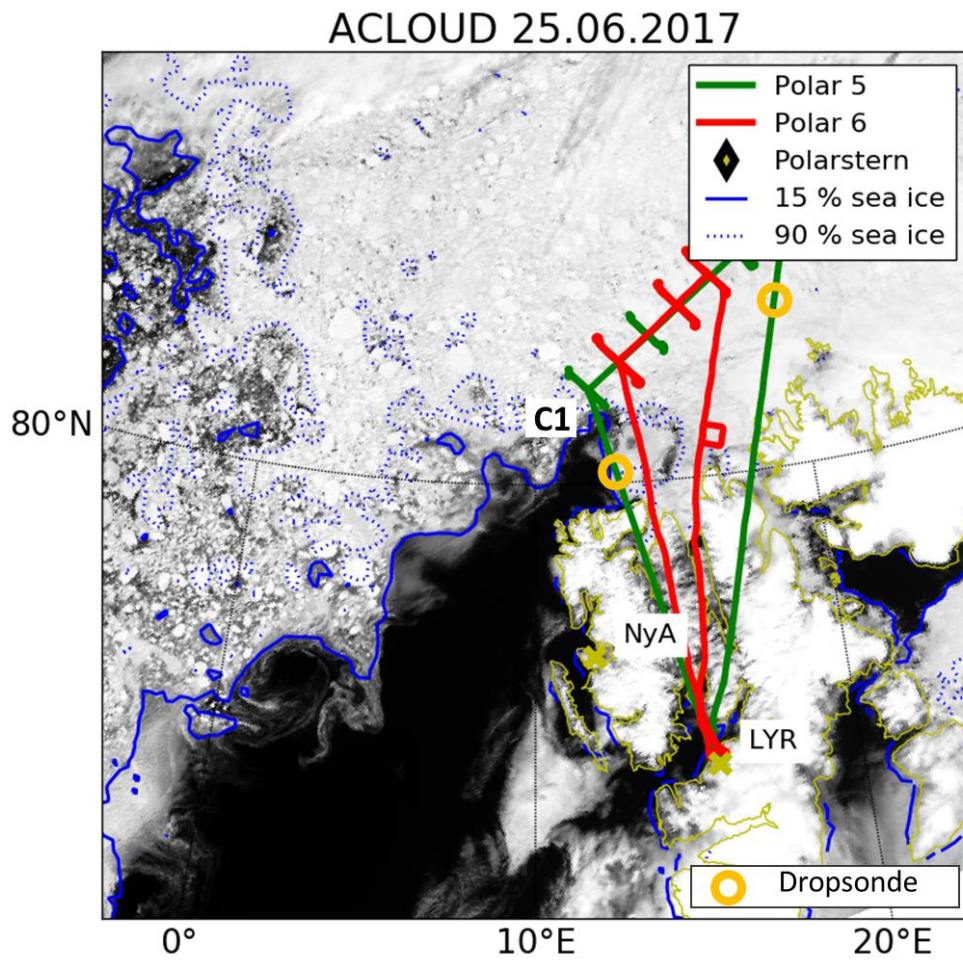 ACLOUD 25.06.2017
Polar 5
Polar 6
Polarstern
15 % sea ice
90 % sea ice
80°N
C1
NyA
LYR
Dropsonde
0°
10°E
20°E